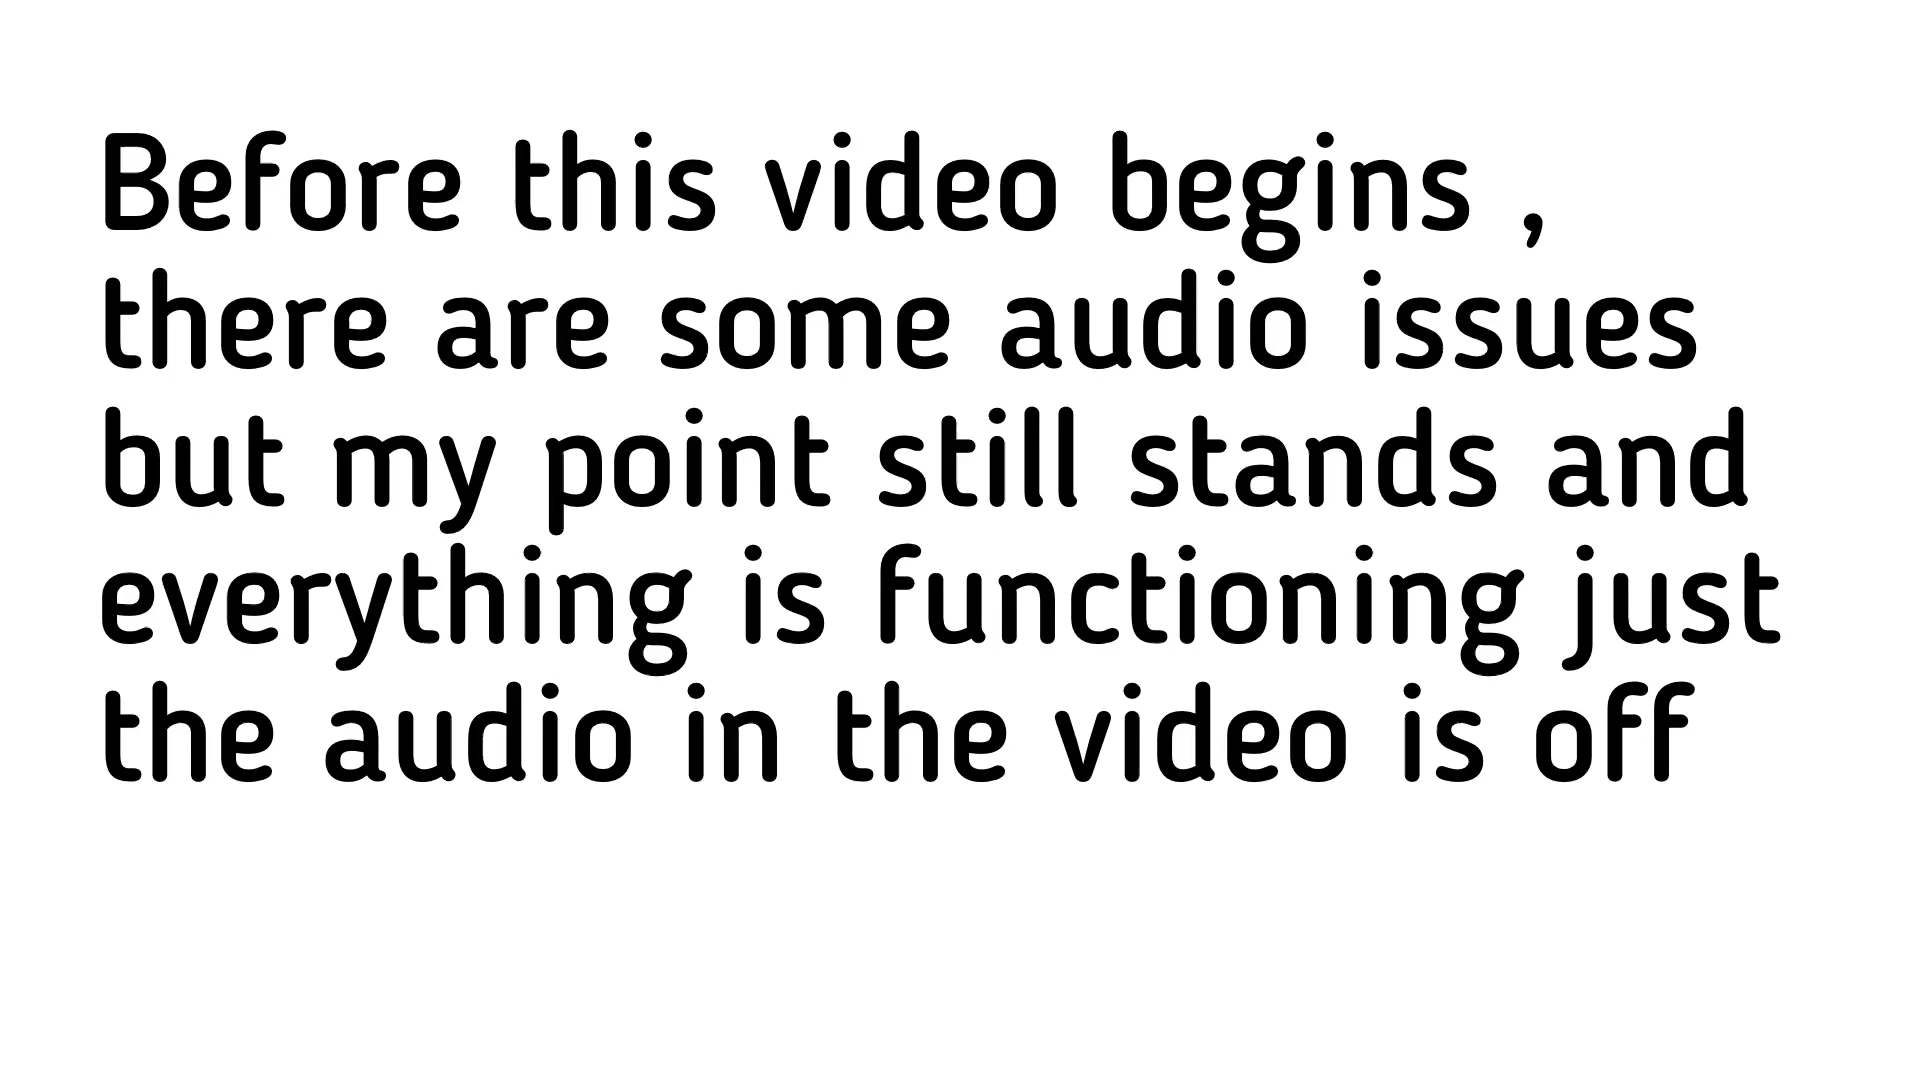 Before this video begins ,
there are some audio issues
but my point still stands and
everything is functioning just
the audio in the video is off